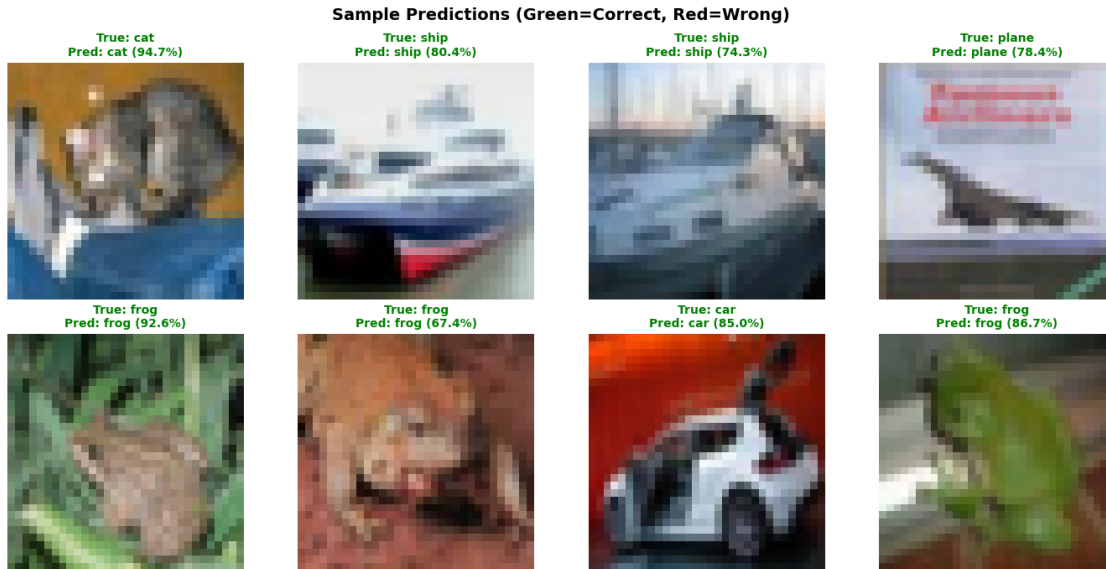 Sample Predictions (Green=Correct, Red=Wrong)
True: cat
Pred: cat (94.7%)
True: ship
Pred: ship (80.4%)
True: ship
Pred: ship (74.3%)
True: plane
Pred: plane (78.4%)
True: frog
Pred: frog (92.6%)
True: frog
Pred: frog (67.4%)
True: car
Pred: car (85.0%)
True: frog
Pred: frog (86.7%)